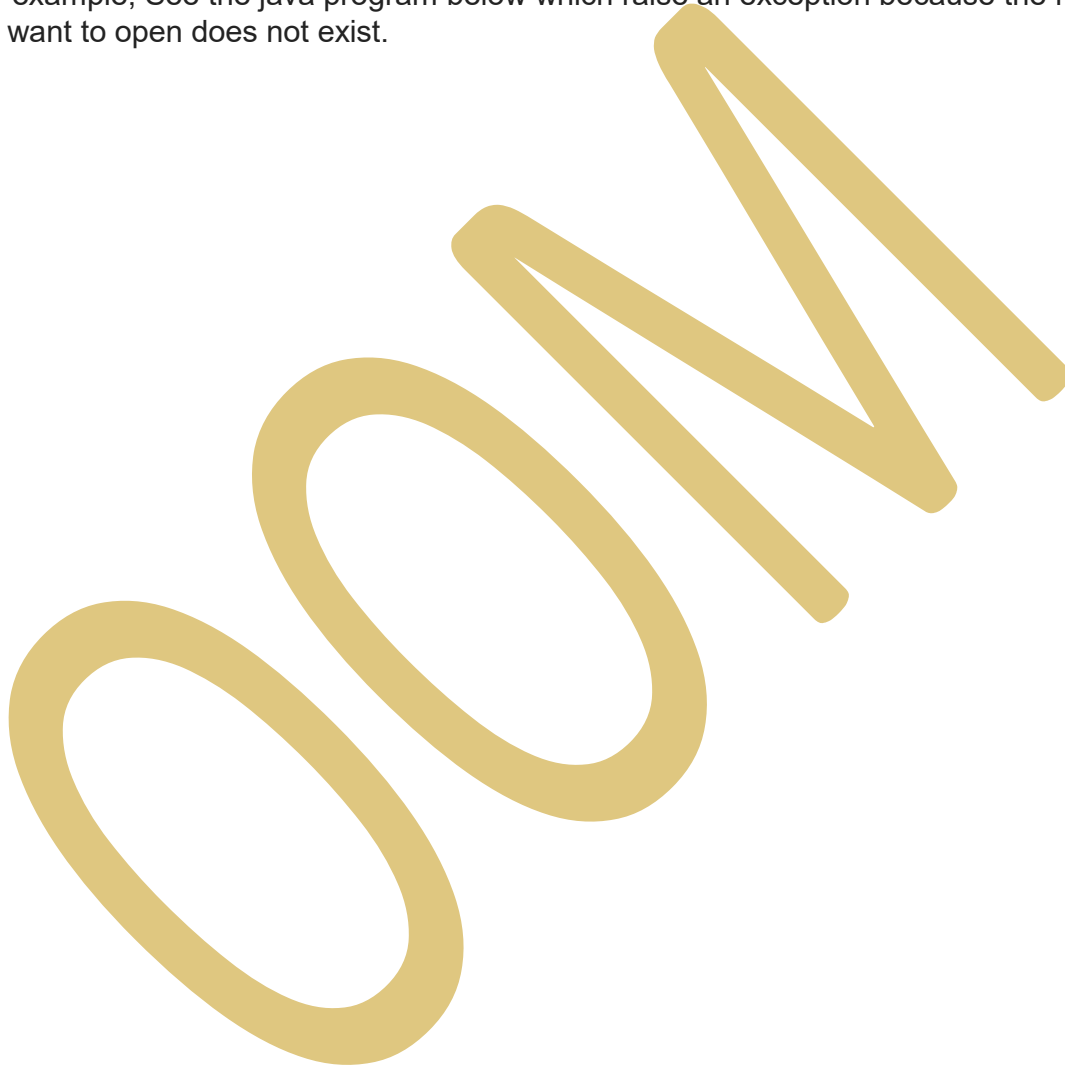 example, See the java program below which raise an exception because the
want to open does not exist.
OOM